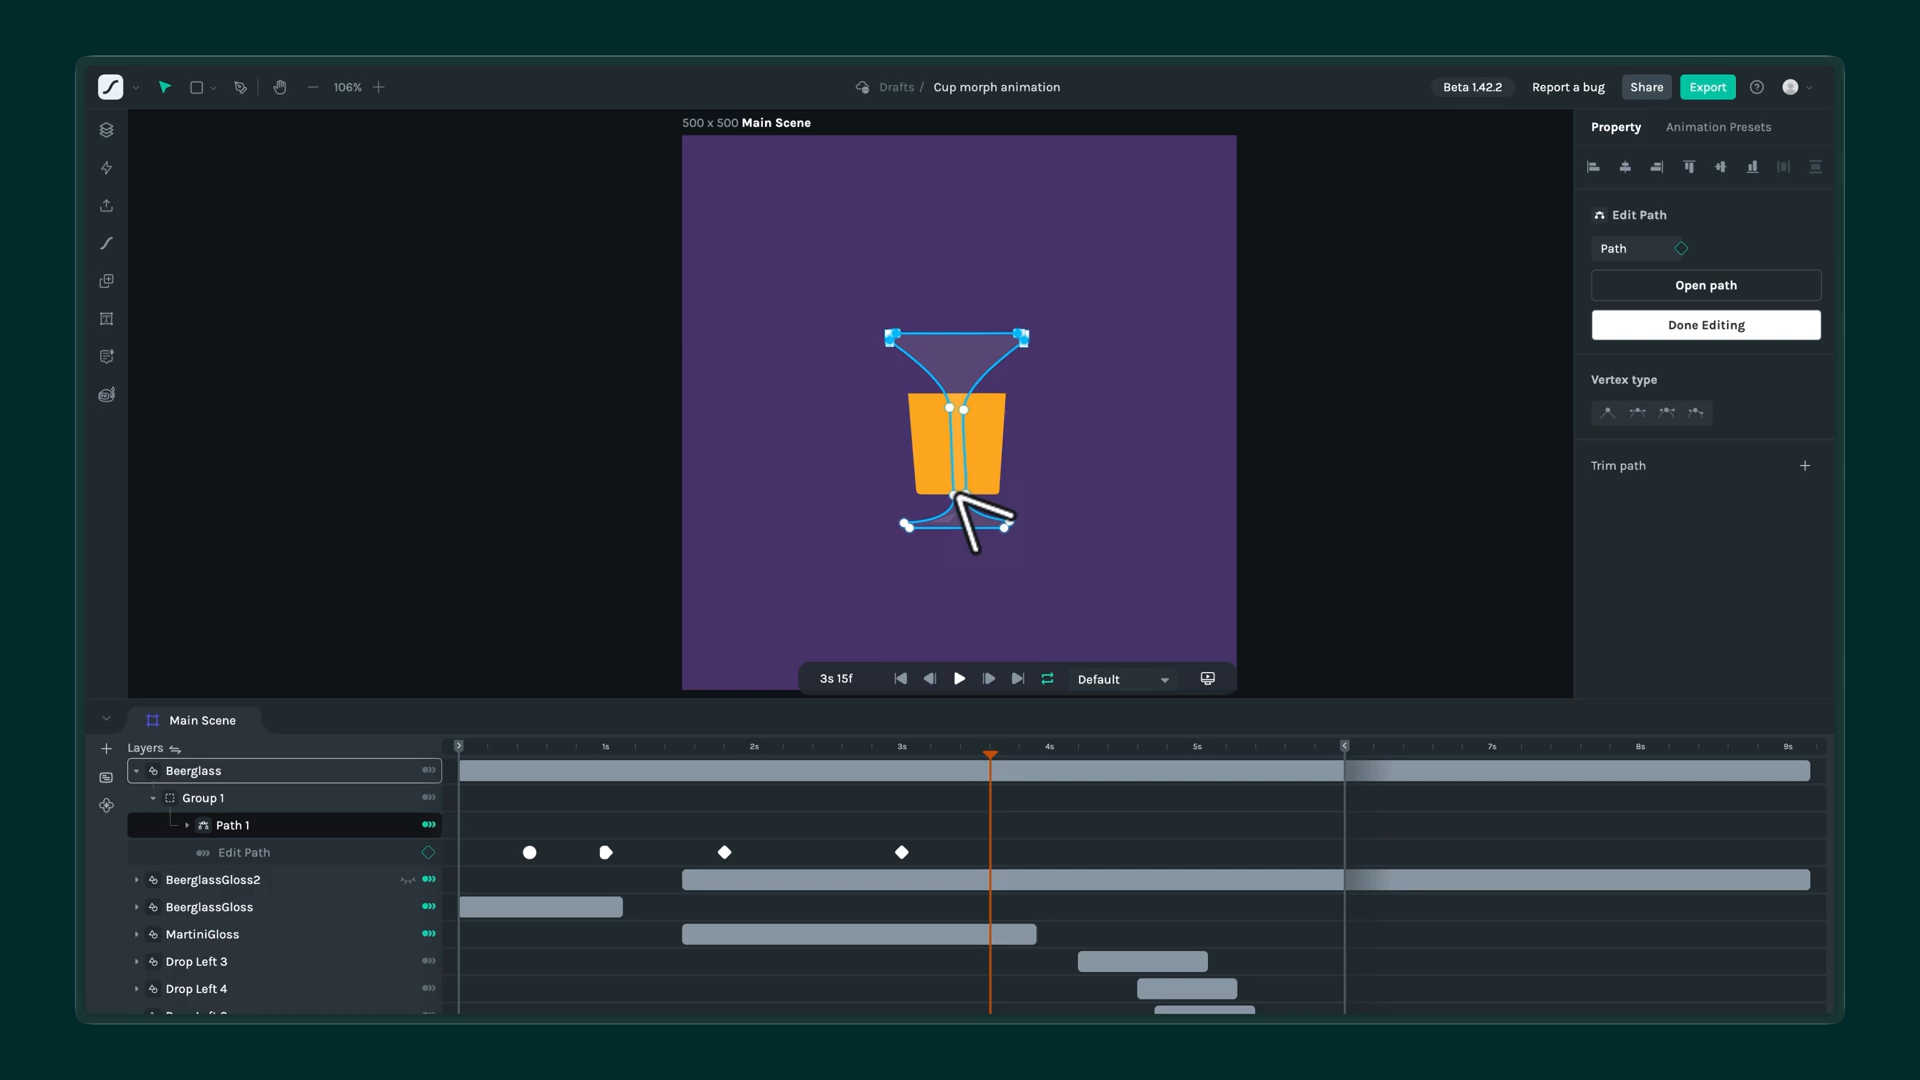 106%
Drafts / Cup morph animation
Beta 1.42.2
Report a bug
Share
Export
500 x 500 Main Scene
Property
Animation Presets
Edit Path
Path
Open path
Done Editing
Vertex type
Trim path
3s 15f
Default
Main Scene
Layers
1s
2s
3s
4s
5s
7s
8s
9s
Beerglass
Group 1
Path 1
Edit Path
BeerglassGloss2
BeerglassGloss
MartiniGloss
Drop Left 3
Drop Left 4